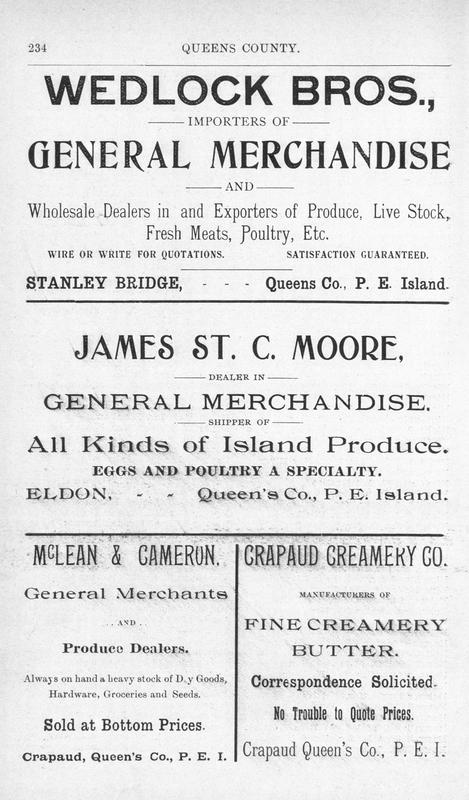 234 QUEENS COUNTY.
WEDLOCK BROS.,
IMPORTERS OF
GENERAL MERCHANDISE
AND
Wholesale Dealers in and Exporters of Produce, Live Stock,
Fresh Meats, Poultry, Etc.
WIRE OR WRITE FOR QUOTATIONS. SATISFACTION GUARANTEED.
STANLEY BRIDGE, - - - Queens Co., P. E. Island.
JAMES ST. C. MOORE,
DEALER IN
GENERAL MERCHANDISE.
SHIPPER OF
All Kinds of Island Produce.
EGGS AND POULTRY A SPECIALTY.
ELDON, - - Queen's Co., P. E. Island.
McLEAN & CAMERON.
General Merchants
. . AND . .
Produce Dealers.
Always on hand a heavy stock of D.y Goods,
Hardware, Groceries and Seeds.
Sold at Bottom Prices.
Crapaud, Queen's Co., P. E. I.
CRAPAUD CREAMERY CO.
MANUFACTURERS OF
FINE CREAMERY
BUTTER.
Correspondence Solicited.
No Trouble to Quote Prices.
Crapaud Queen's Co., P. E. I.